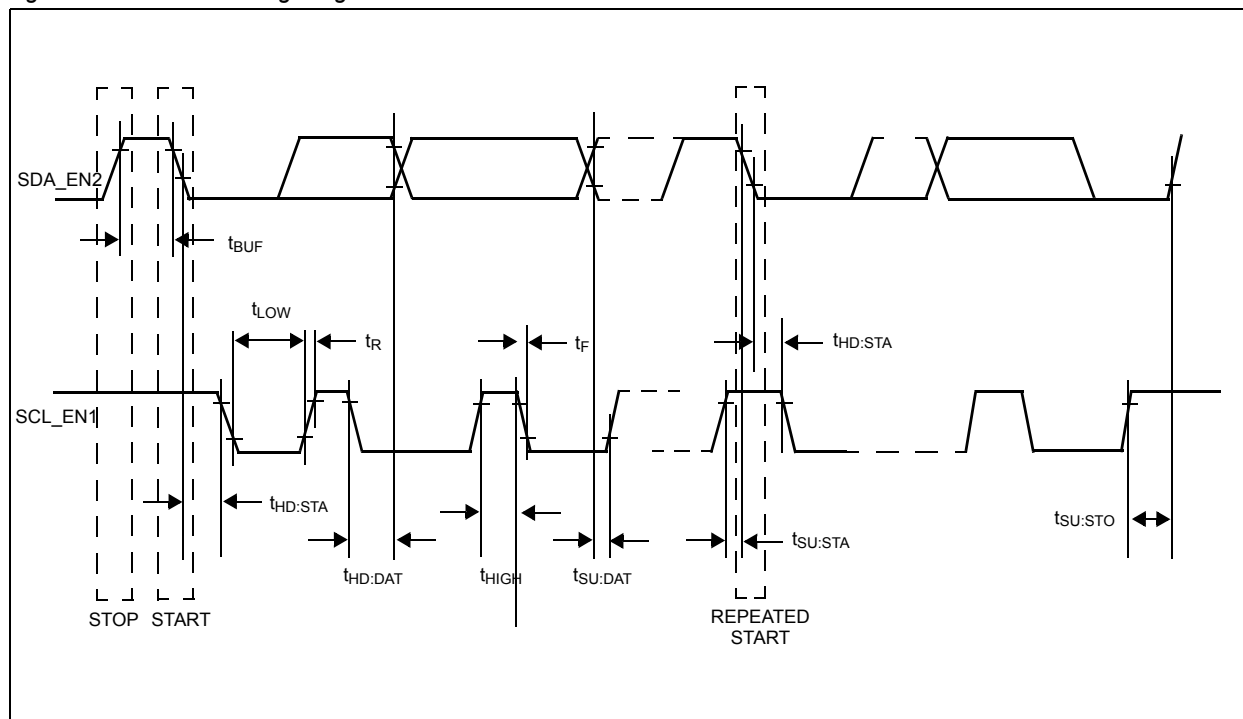 SDA_EN2
tBUF
tLOW
tR
tF
tHD:STA
SCL_EN1
tHD:STA
tSU:STA
tSU:STO
tHD:DAT
tHIGH
tSU:DAT
STOP
START
REPEATED
START